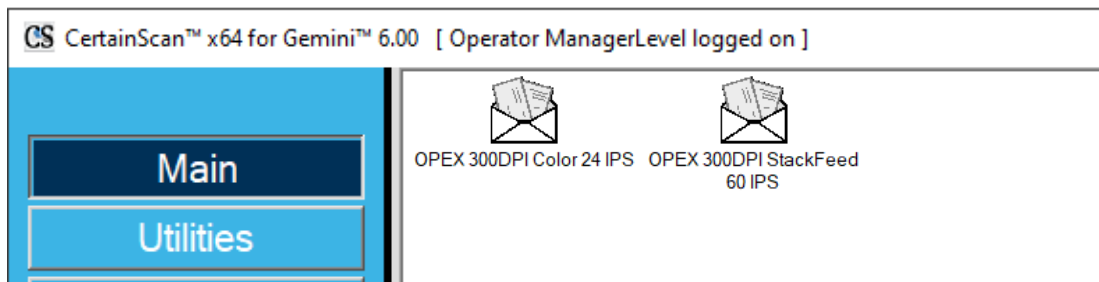 CS CertainScan™ x64 for Gemini™ 6.00 [ Operator ManagerLevel logged on ]
Main
Utilities
OPEX 300DPI Color 24 IPS
OPEX 300DPI StackFeed
60 IPS